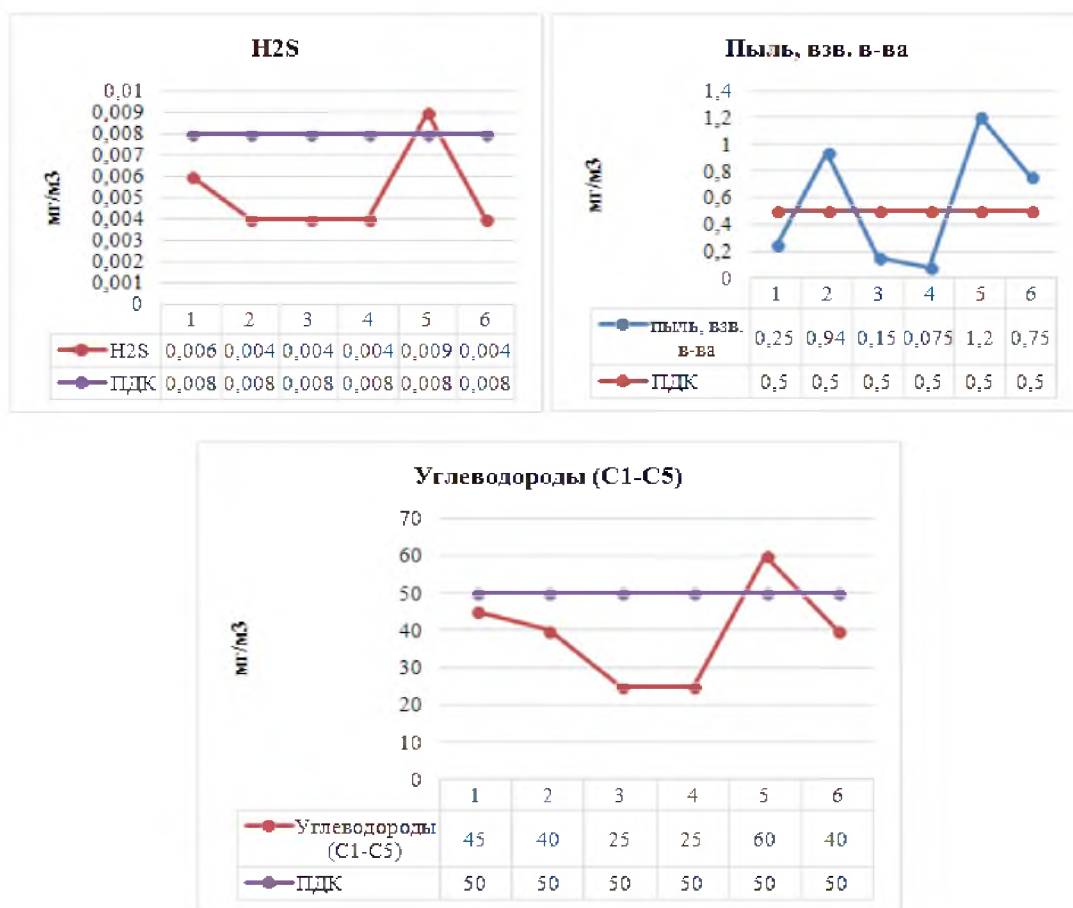 H2S
мг/м3
0,01
0,009
0,008
0,007
0,006
0,005
0,004
0,003
0,002
0,001
0
1 2 3 4 5 6
H2S 0,006 0,004 0,004 0,004 0,009 0,004
ПДК 0,008 0,008 0,008 0,008 0,008 0,008
Пыль, взв. в-ва
мг/м3
1,4
1,2
1
0,8
0,6
0,4
0,2
0
1 2 3 4 5 6
пыль, взв.
в-ва 0,25 0,94 0,15 0,075 1,2 0,75
ПДК 0,5 0,5 0,5 0,5 0,5 0,5
Углеводороды (С1-С5)
мг/м3
70
60
50
40
30
20
10
0
1 2 3 4 5 6
Углеводороды
(С1-С5) 45 40 25 25 60 40
ПДК 50 50 50 50 50 50